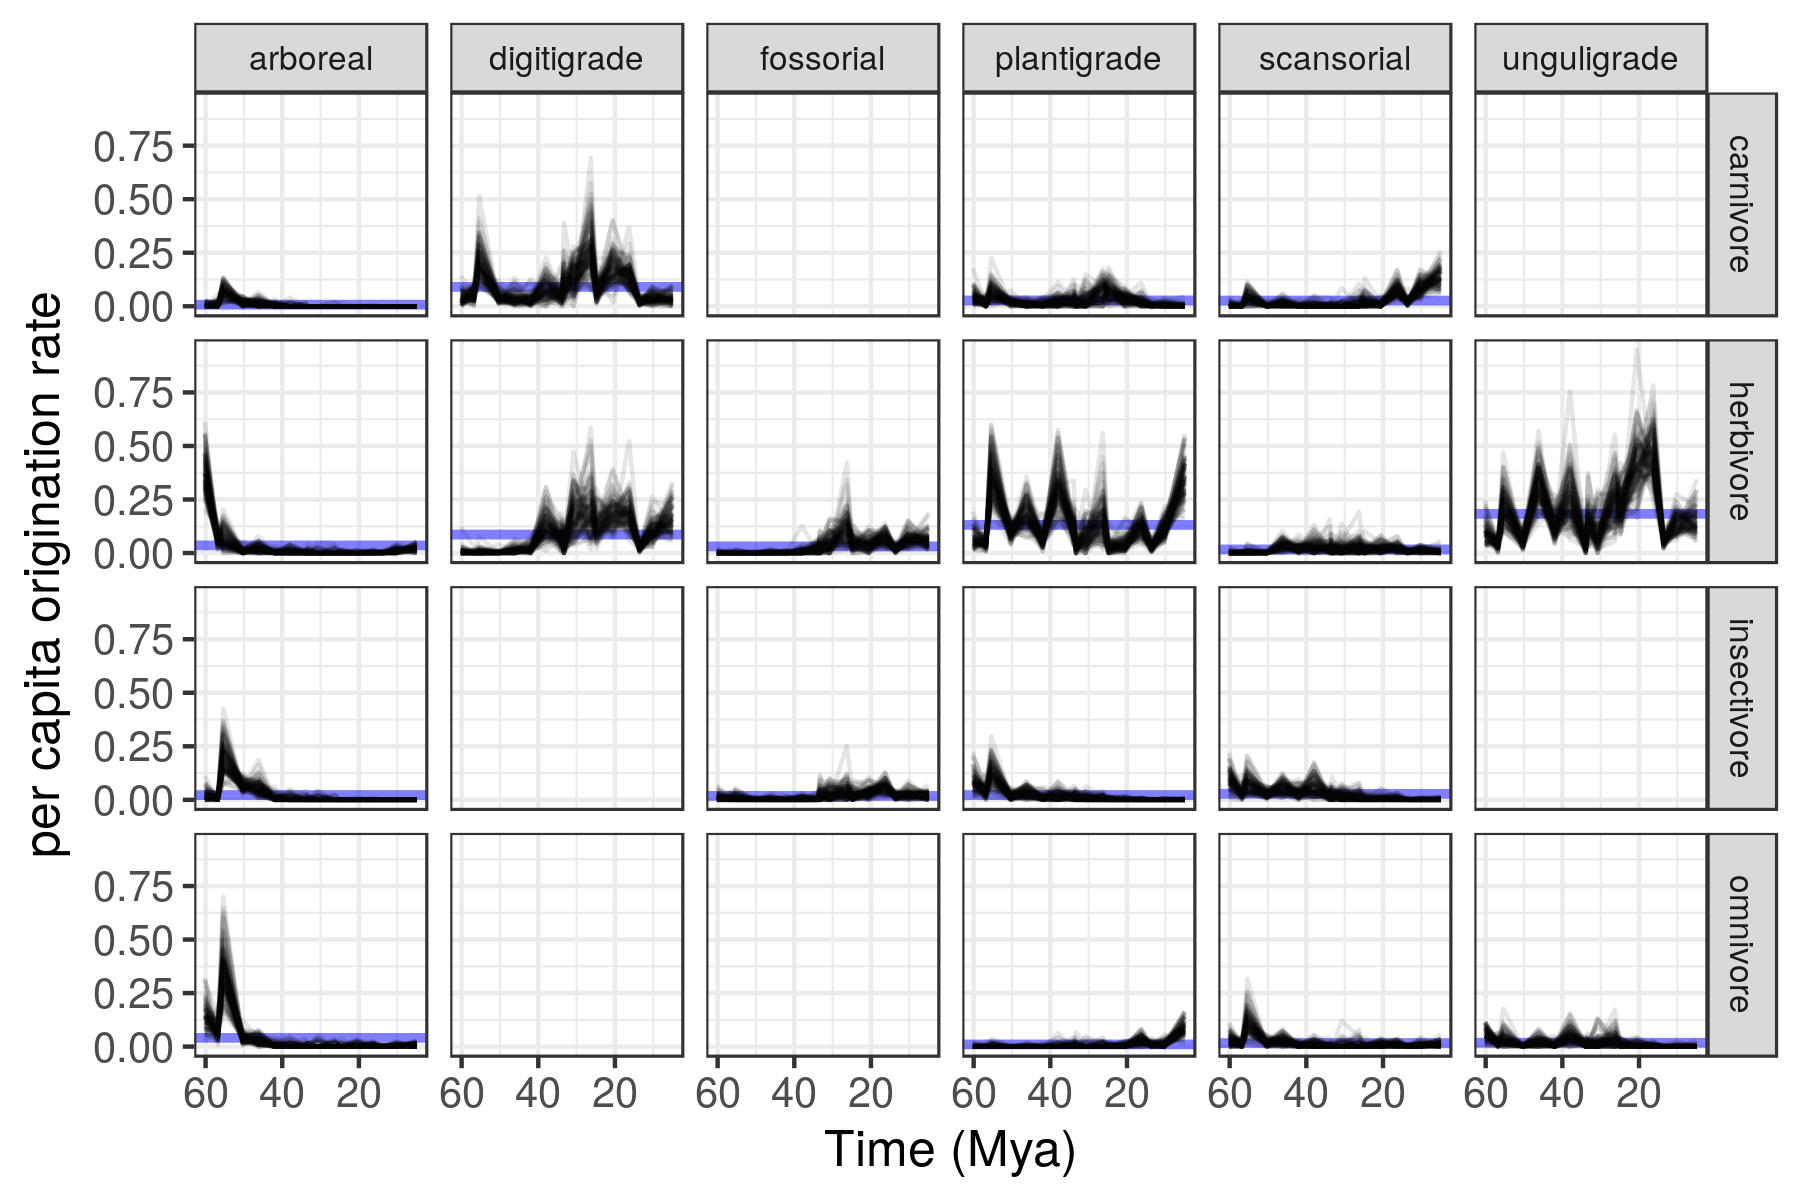 arboreal digitigrade fossorial plantigrade scansorial unguligrade
0.75
0.50
0.25
0.00
carnivore
0.75
0.50
0.25
0.00
herbivore
0.75
0.50
0.25
0.00
insectivore
0.75
0.50
0.25
0.00
omnivore
60 40 20 60 40 20 60 40 20 60 40 20 60 40 20 60 40 20
Time (Mya)
per capita origination rate